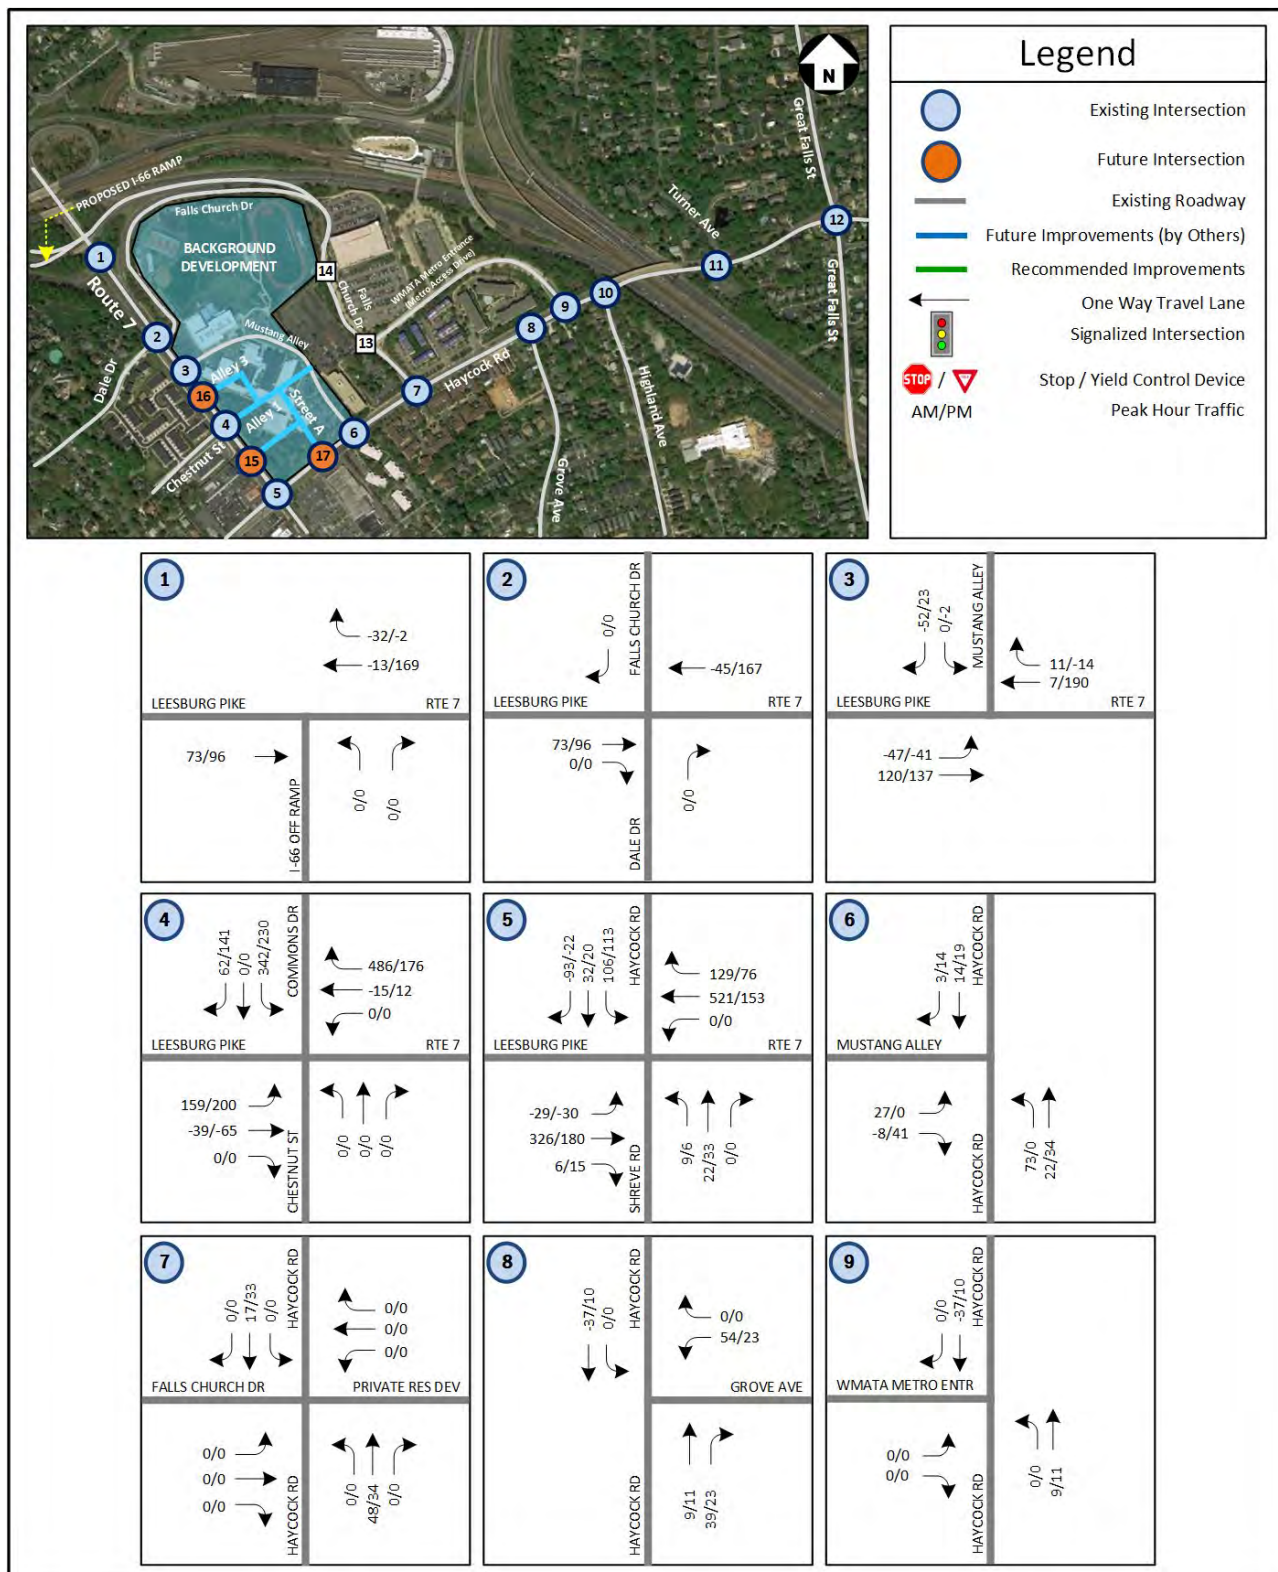 N
PROPOSED I-66 RAMP
Falls Church Dr
BACKGROUND
DEVELOPMENT
Route 7
Dale Dr
Mustang Alley
Alley 3
Alley 1
Street A
Chestnut St
Falls
Church Dr
WMATA Metro Entrance
(Metro Access Drive)
Haycock Rd
Grove Ave
Highland Ave
Turner Ave
Great Falls St
Great Falls St
1
2
3
16
4
15
5
17
6
7
13
14
8
9
10
11
12
Legend
Existing Intersection
Future Intersection
Existing Roadway
Future Improvements (by Others)
Recommended Improvements
One Way Travel Lane
Signalized Intersection
STOP / Stop / Yield Control Device
AM/PM Peak Hour Traffic
1
-32/-2
-13/169
LEESBURG PIKE RTE 7
73/96
I-66 OFF RAMP
0/0
0/0
2
0/0
FALLS CHURCH DR
-45/167
LEESBURG PIKE RTE 7
73/96
0/0
DALE DR
0/0
3
-52/23
0/-2
MUSTANG ALLEY
11/-14
7/190
LEESBURG PIKE RTE 7
-47/-41
120/137
4
62/141
0/0
342/230
COMMONS DR
486/176
-15/12
0/0
LEESBURG PIKE RTE 7
159/200
-39/-65
0/0
CHESTNUT ST
0/0
0/0
0/0
5
-93/-22
32/20
106/113
HAYCOCK RD
129/76
521/153
0/0
LEESBURG PIKE RTE 7
-29/-30
326/180
6/15
SHREVE RD
9/6
22/33
0/0
6
3/14
14/19
HAYCOCK RD
MUSTANG ALLEY
27/0
-8/41
HAYCOCK RD
73/0
22/34
7
0/0
17/33
0/0
HAYCOCK RD
0/0
0/0
0/0
FALLS CHURCH DR PRIVATE RES DEV
0/0
0/0
0/0
HAYCOCK RD
0/0
48/34
0/0
8
-37/10
0/0
HAYCOCK RD
0/0
54/23
GROVE AVE
HAYCOCK RD
9/11
39/23
9
0/0
-37/10
HAYCOCK RD
WMATA METRO ENTR
0/0
0/0
HAYCOCK RD
0/0
9/11